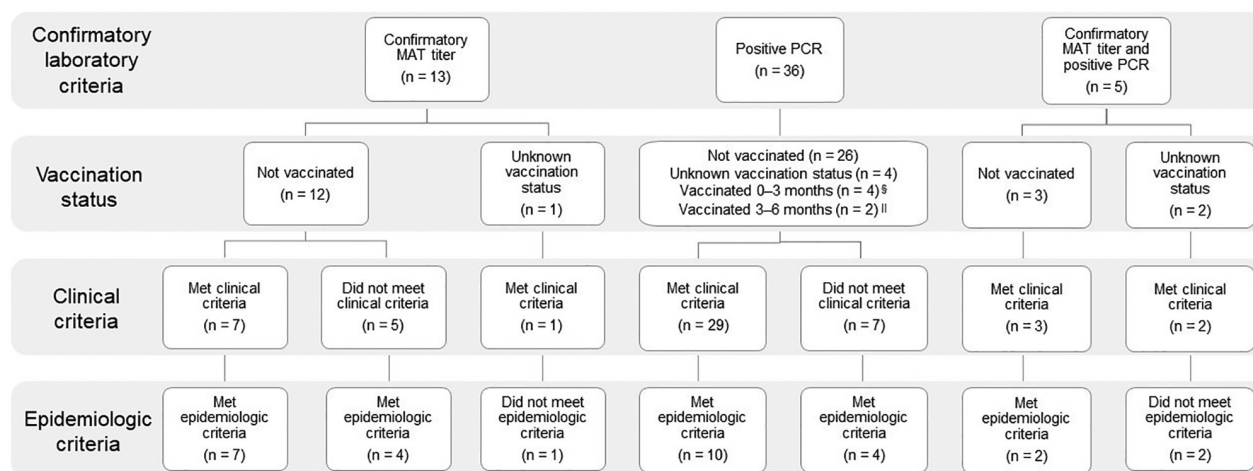 Confirmatory
laboratory
criteria
Confirmatory
MAT titer
(n = 13)
Positive PCR
(n = 36)
Confirmatory
MAT titer and
positive PCR
(n = 5)
Vaccination
status
Not vaccinated
(n = 12)
Unknown
vaccination
status
(n = 1)
Not vaccinated (n = 26)
Unknown vaccination status (n = 4)
Vaccinated 0–3 months (n = 4)§
Vaccinated 3–6 months (n = 2)||
Not vaccinated
(n = 3)
Unknown
vaccination
status
(n = 2)
Clinical
criteria
Met clinical
criteria
(n = 7)
Did not meet
clinical criteria
(n = 5)
Met clinical
criteria
(n = 1)
Met clinical
criteria
(n = 29)
Did not meet
clinical criteria
(n = 7)
Met clinical
criteria
(n = 3)
Met clinical
criteria
(n = 2)
Epidemiologic
criteria
Met
epidemiologic
criteria
(n = 7)
Met
epidemiologic
criteria
(n = 4)
Did not meet
epidemiologic
criteria
(n = 1)
Met
epidemiologic
criteria
(n = 10)
Met
epidemiologic
criteria
(n = 4)
Met
epidemiologic
criteria
(n = 2)
Did not meet
epidemiologic
criteria
(n = 2)